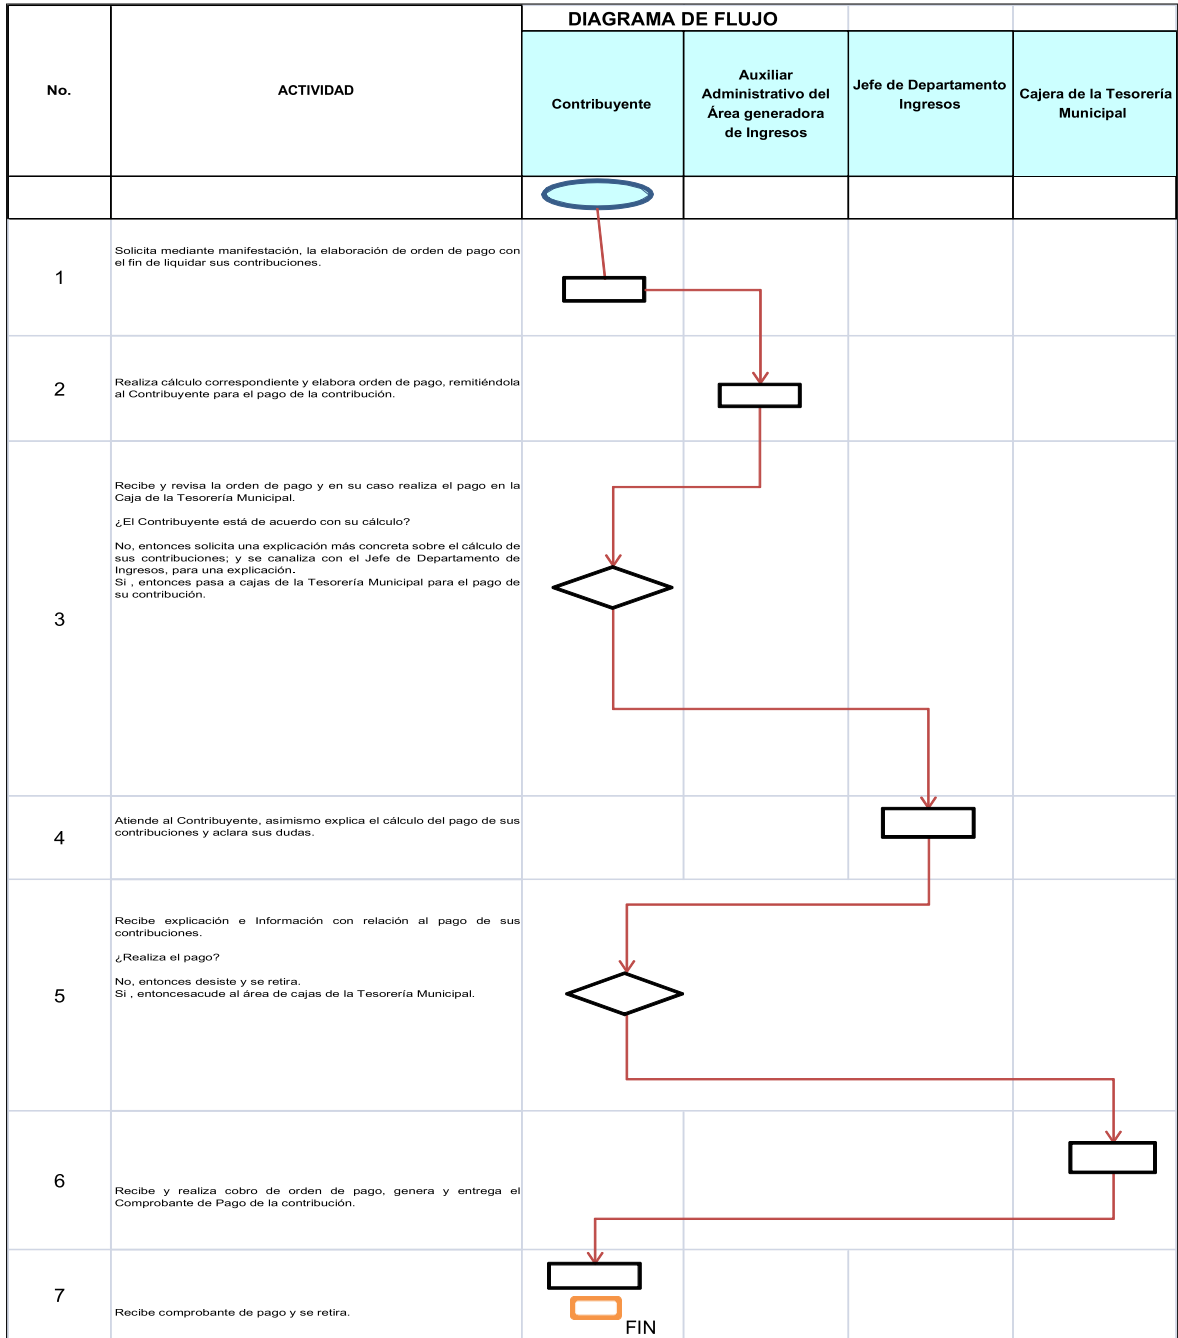 DIAGRAMA DE FLUJO
No.
ACTIVIDAD
Contribuyente
Auxiliar
Administrativo del
Área generadora
de Ingresos
Jefe de Departamento
Ingresos
Cajera de la Tesorería
Municipal
1
Solicita mediante manifestación, la elaboración de orden de pago con
el fin de liquidar sus contribuciones.
2
Realiza cálculo correspondiente y elabora orden de pago, remitiéndola
al Contribuyente para el pago de la contribución.
3
Recibe y revisa la orden de pago y en su caso realiza el pago en la
Caja de la Tesorería Municipal.
¿El Contribuyente está de acuerdo con su cálculo?
No, entonces solicita una explicación más concreta sobre el cálculo de
sus contribuciones; y se canaliza con el Jefe de Departamento de
Ingresos, para una explicación.
Si , entonces pasa a cajas de la Tesorería Municipal para el pago de
su contribución.
4
Atiende al Contribuyente, asimismo explica el cálculo del pago de sus
contribuciones y aclara sus dudas.
5
Recibe explicación e Información con relación al pago de sus
contribuciones.
¿Realiza el pago?
No, entonces desiste y se retira.
Si , entoncesacude al área de cajas de la Tesorería Municipal.
6
Recibe y realiza cobro de orden de pago, genera y entrega el
Comprobante de Pago de la contribución.
7
Recibe comprobante de pago y se retira.
FIN